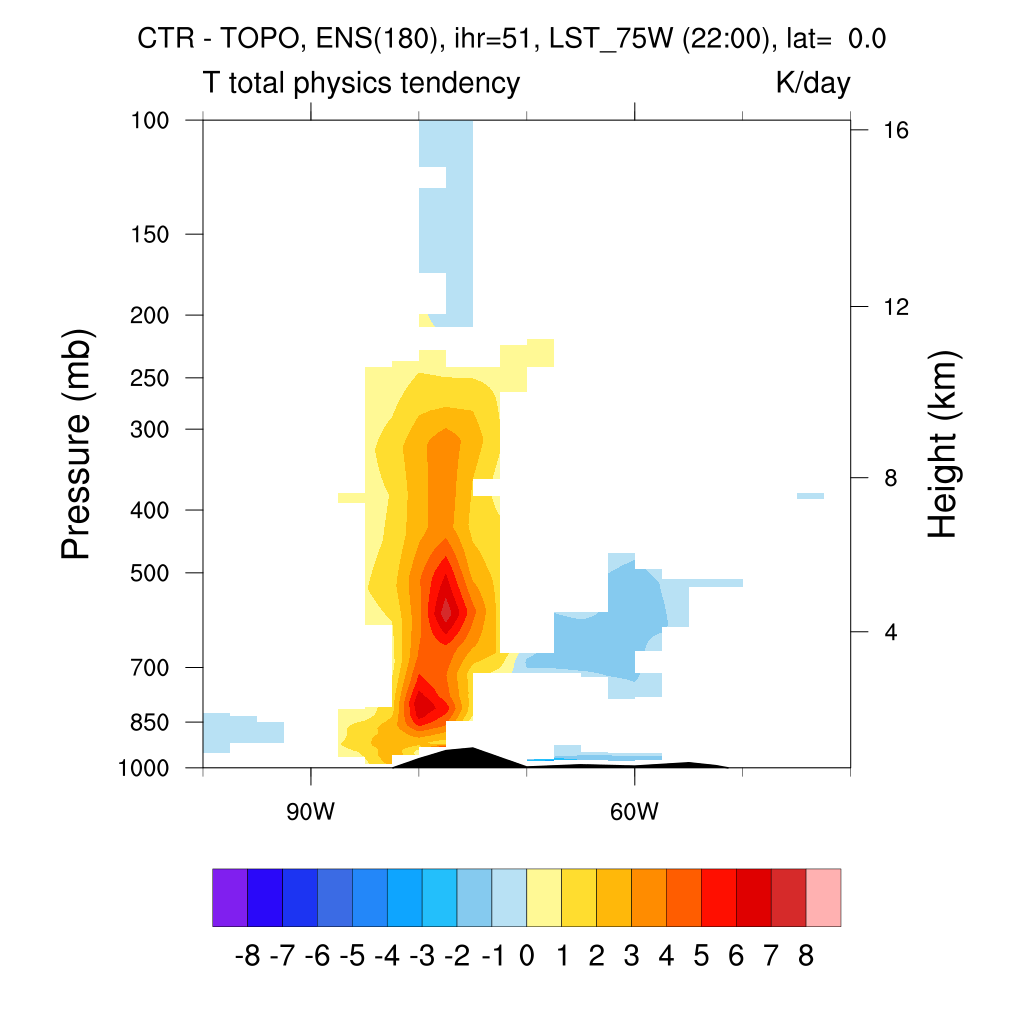 CTR - TOPO, ENS(180), ihr=51, LST_75W (22:00), lat=  0.0
T total physics tendency K/day
100
150
200
250
300
400
500
700
850
1000
Pressure (mb)
16
12
8
4
Height (km)
90W 60W
-8 -7 -6 -5 -4 -3 -2 -1 0 1 2 3 4 5 6 7 8